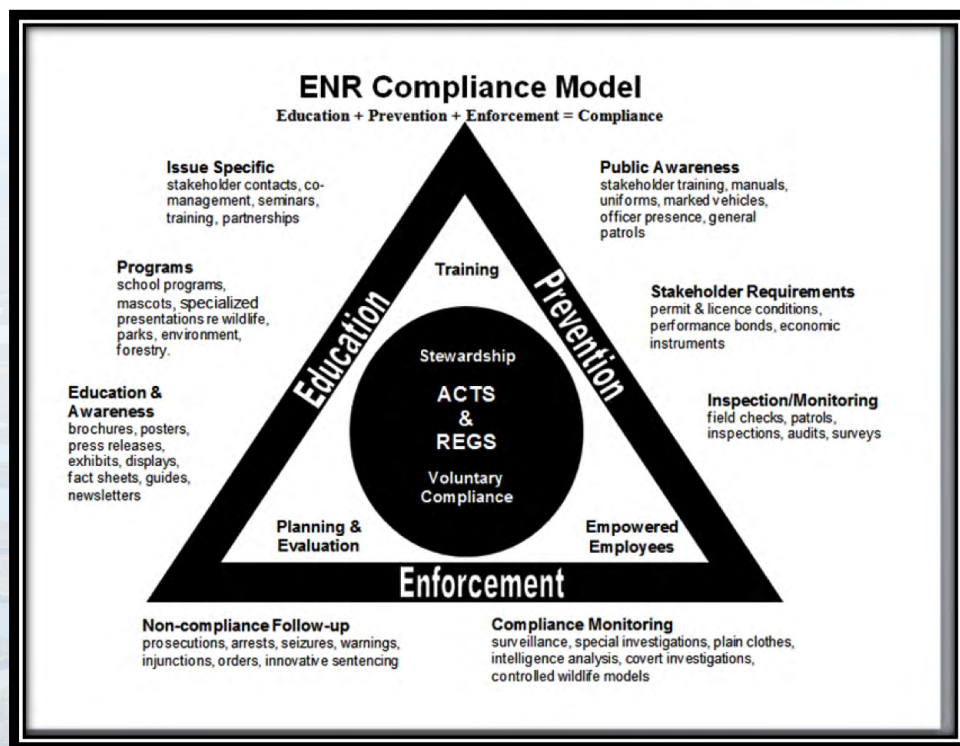 ENR Compliance Model
Education + Prevention + Enforcement = Compliance
Issue Specific
stakeholder contacts, co-
management, seminars,
training, partnerships
Programs
school programs,
mascots, specialized
presentations re wildlife,
parks, environment,
forestry.
Education &
Awareness
brochures, posters,
press releases,
exhibits, displays,
fact sheets, guides,
newsletters
Public Awareness
stakeholder training, manuals,
uniforms, marked vehicles,
officer presence, general
patrols
Stakeholder Requirements
permit & licence conditions,
performance bonds, economic
instruments
Inspection/Monitoring
field checks, patrols,
inspections, audits, surveys
Education
Prevention
Enforcement
Training
Stewardship
ACTS
&
REGS
Voluntary
Compliance
Planning &
Evaluation
Empowered
Employees
Non-compliance Follow-up
prosecutions, arrests, seizures, warnings,
injunctions, orders, innovative sentencing
Compliance Monitoring
surveillance, special investigations, plain clothes,
intelligence analysis, covert investigations,
controlled wildlife models